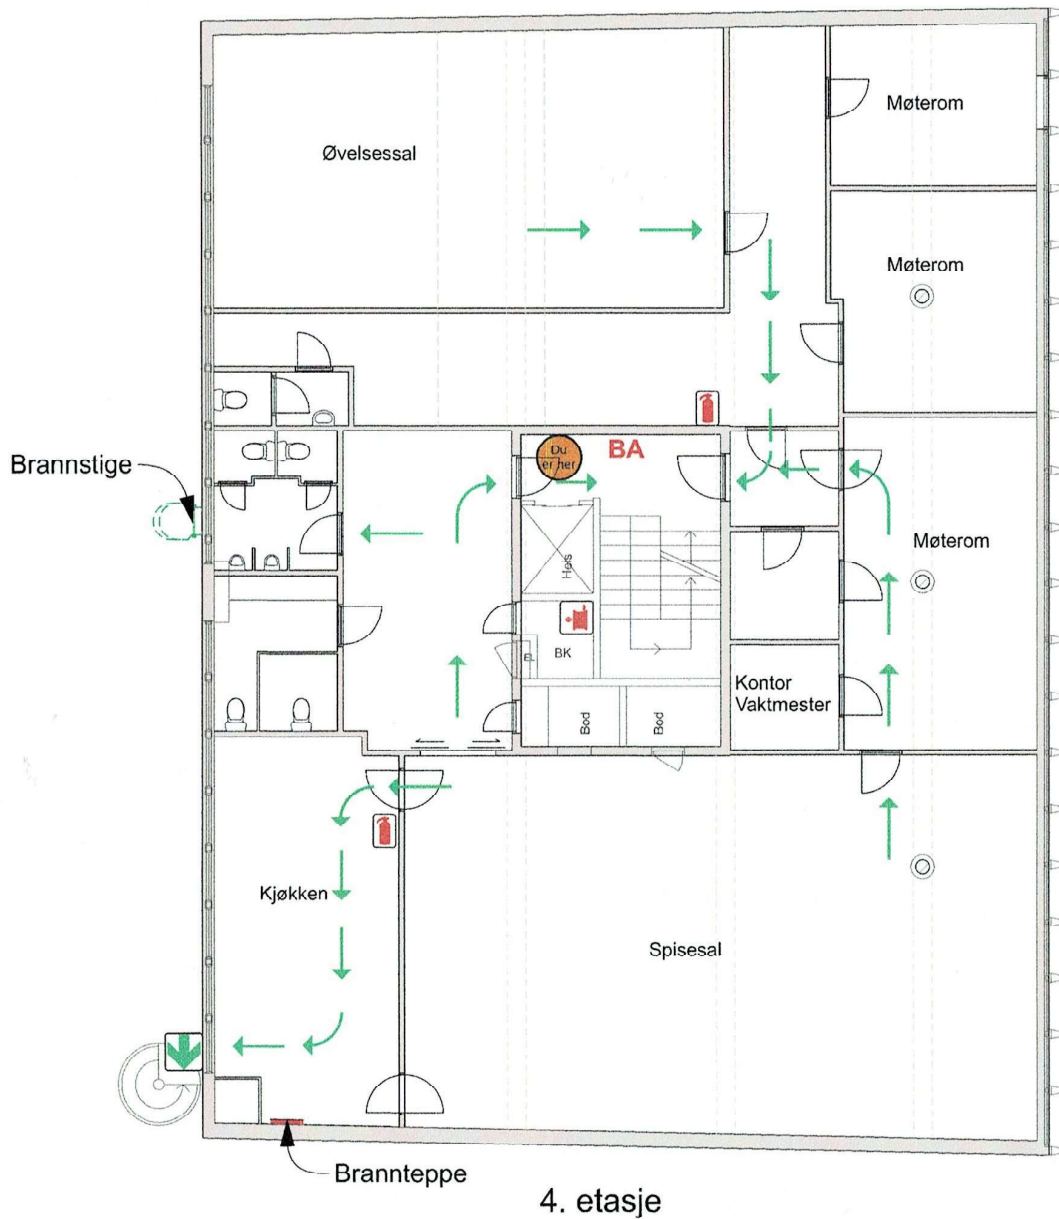 Møterom
Øvelsessal
Møterom
Du
er her
BA
Brannstige
Møterom
Heis
BK
EL
Kontor
Vaktmester
Bod
Bod
Kjøkken
Spisesal
Brannteppe
4. etasje